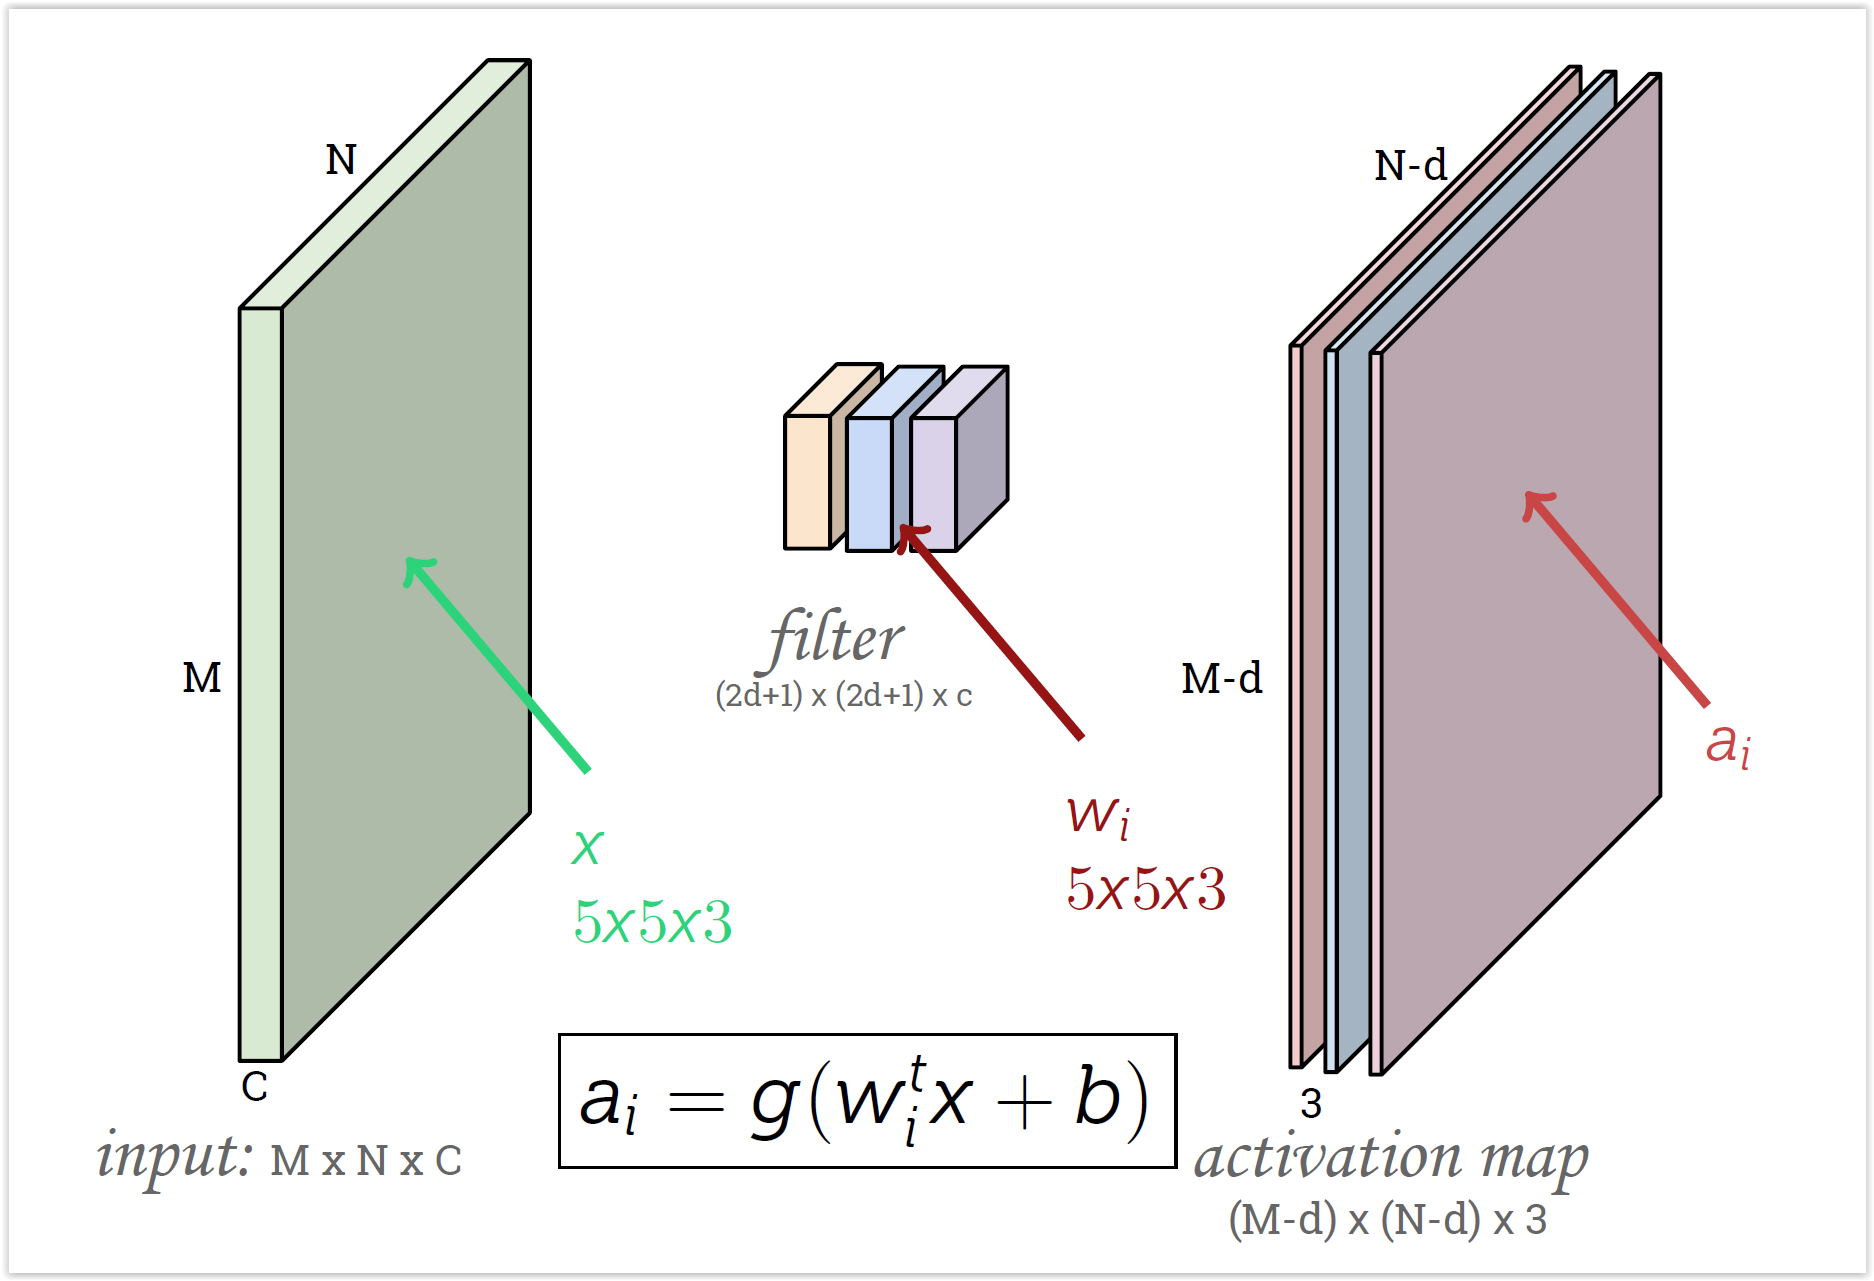 N
N-d
M
M-d
filter
(2d+1) x (2d+1) x c
x
5x5x3
w_i
5x5x3
a_i
C
3
input: M x N x C
a_i = g(w_i^t x + b)
activation map
(M-d) x (N-d) x 3